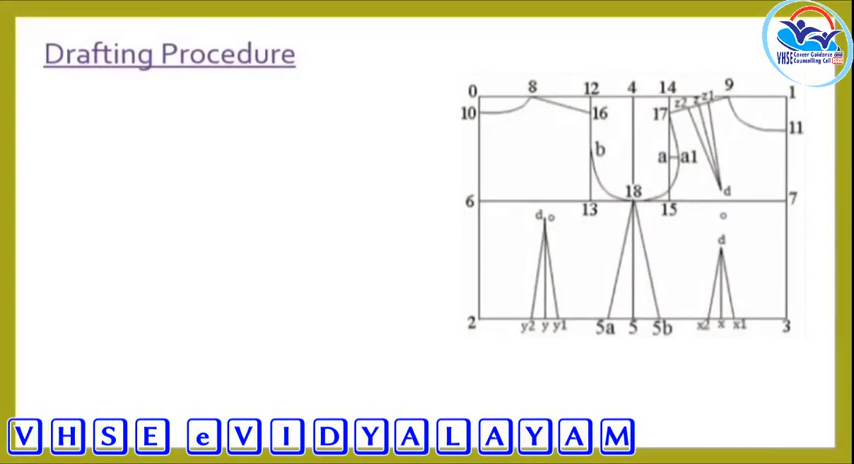 VHSE Career Guidance
Counselling Cell
Drafting Procedure
0 8 12 4 14 z2 z z1 9 1
10 16 17 11
b a a1
18 d
6 13 15 7
d o o
d
2 y2 y y1 5a 5 5b x2 x x1 3
VHSE eVIDYALAYAM